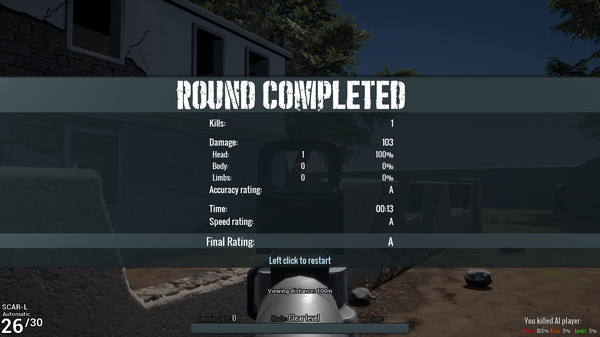 ROUND COMPLETED
Kills: 1
Damage: 103
Head: 1 100%
Body: 0 0%
Limbs: 0 0%
Accuracy rating: A
Time: 00:13
Speed rating: A
Final Rating: A
Left click to restart
Viewing distance: 100m
SCAR-L
Automatic
26/30
0 Mode: Clear level
You killed AI player:
100% 0% Limbs: 0%